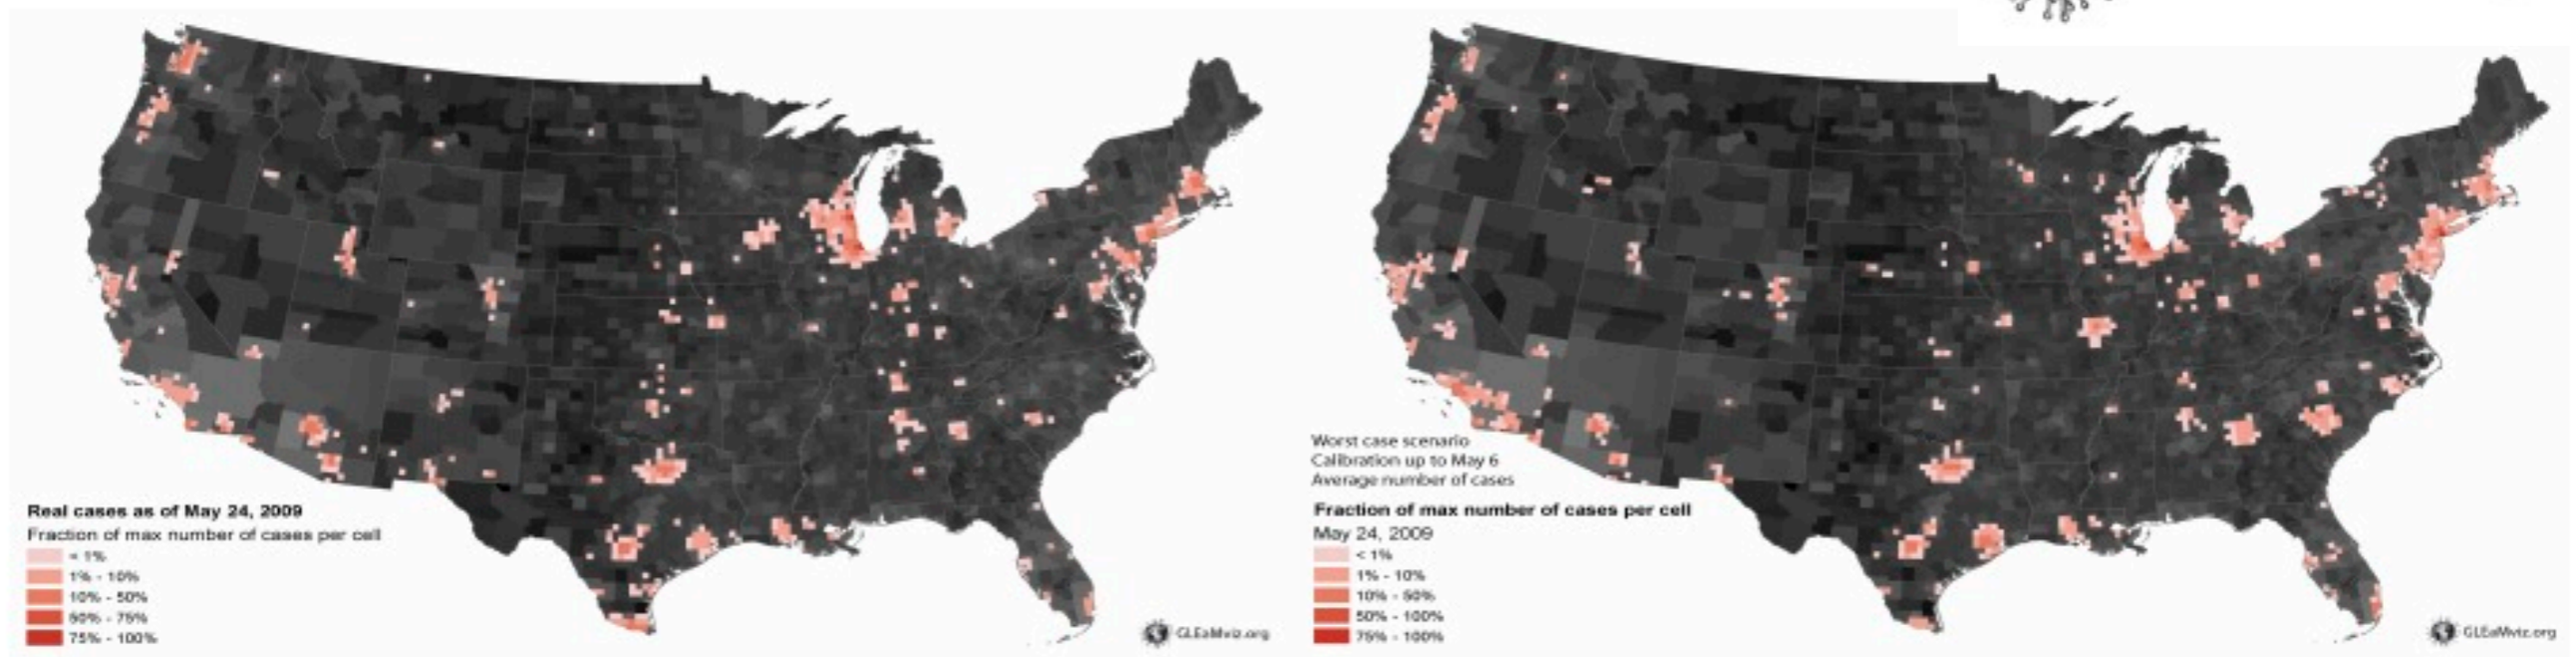 Real cases as of May 24, 2009
Fraction of max number of cases per cell
< 1%
1% - 10%
10% - 50%
50% - 75%
75% - 100%
GLEaMviz.org
Worst case scenario
Calibration up to May 6
Average number of cases
Fraction of max number of cases per cell
May 24, 2009
< 1%
1% - 10%
10% - 50%
50% - 100%
75% - 100%
GLEaMviz.org